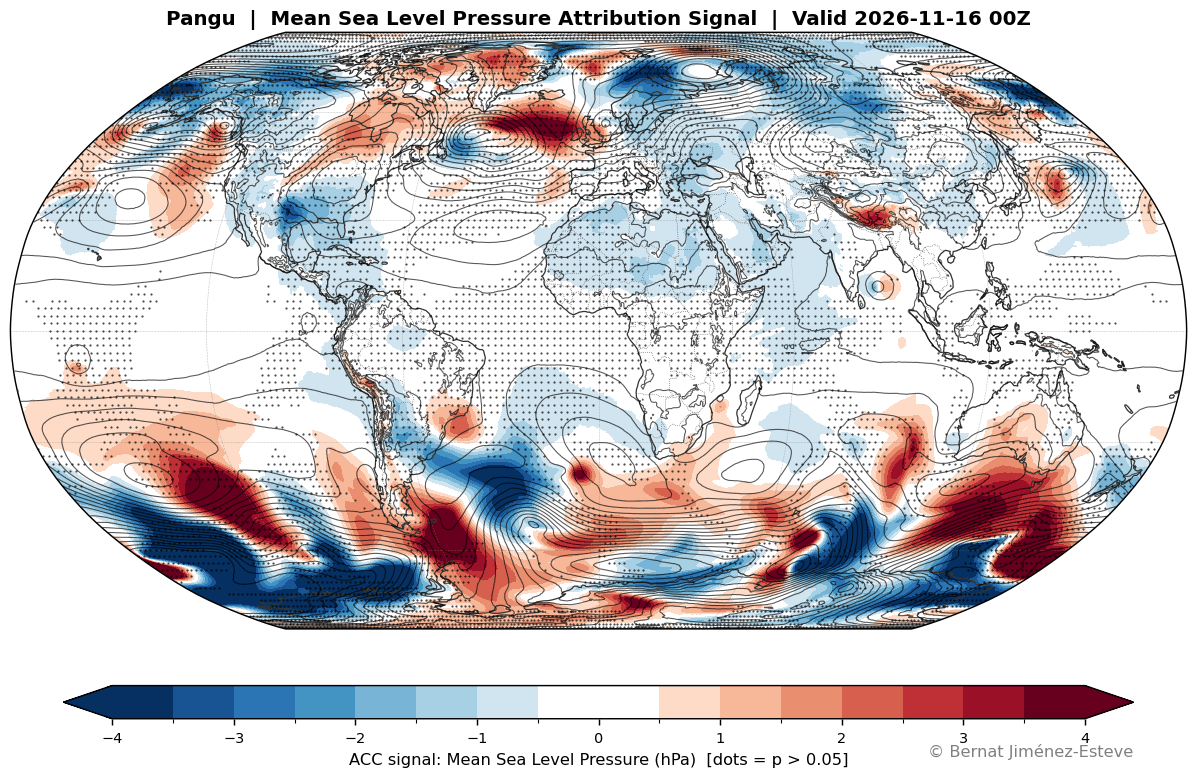 Pangu | Mean Sea Level Pressure Attribution Signal | Valid 2026-11-16 00Z
−4 −3 −2 −1 0 1 2 3 4
ACC signal: Mean Sea Level Pressure (hPa) [dots = p > 0.05]
© Bernat Jiménez-Esteve